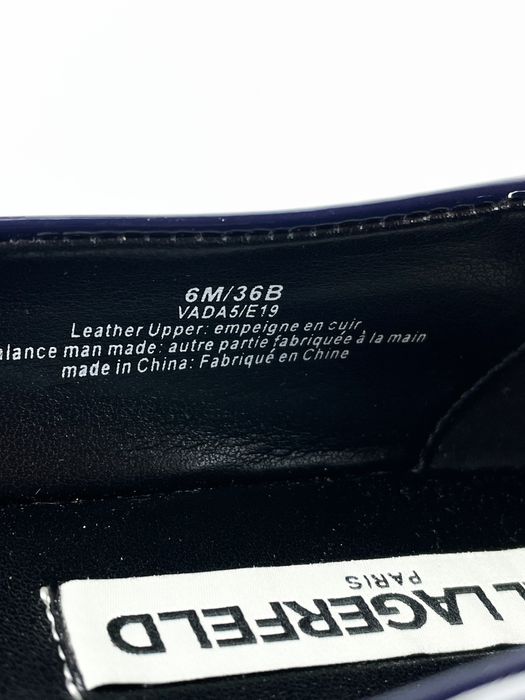 6M/36B
VADA5/E19
Leather Upper: empeigne en cuir
alance man made: autre partie fabriquée à la main
made in China: Fabriqué en Chine
L LAGERFELD
PARIS